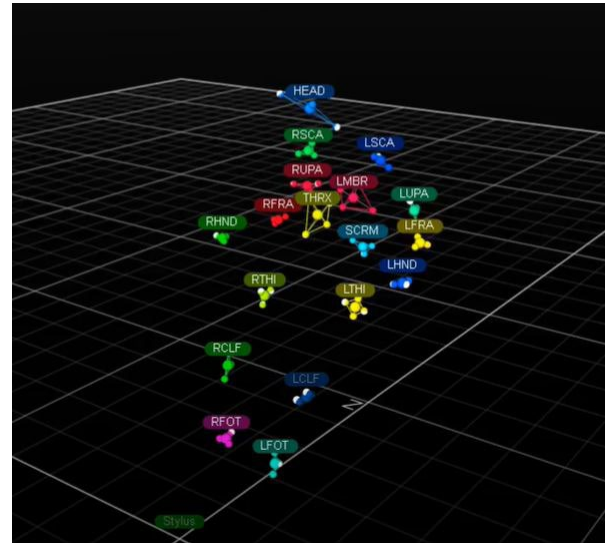 HEAD
RSCA
LSCA
RUPA
LMBR
THRX
LUPA
RFRA
RHND
LFRA
SCRM
LHND
RTHI
LTHI
RCLF
LCLF
Z
RFOT
LFOT
Stylus